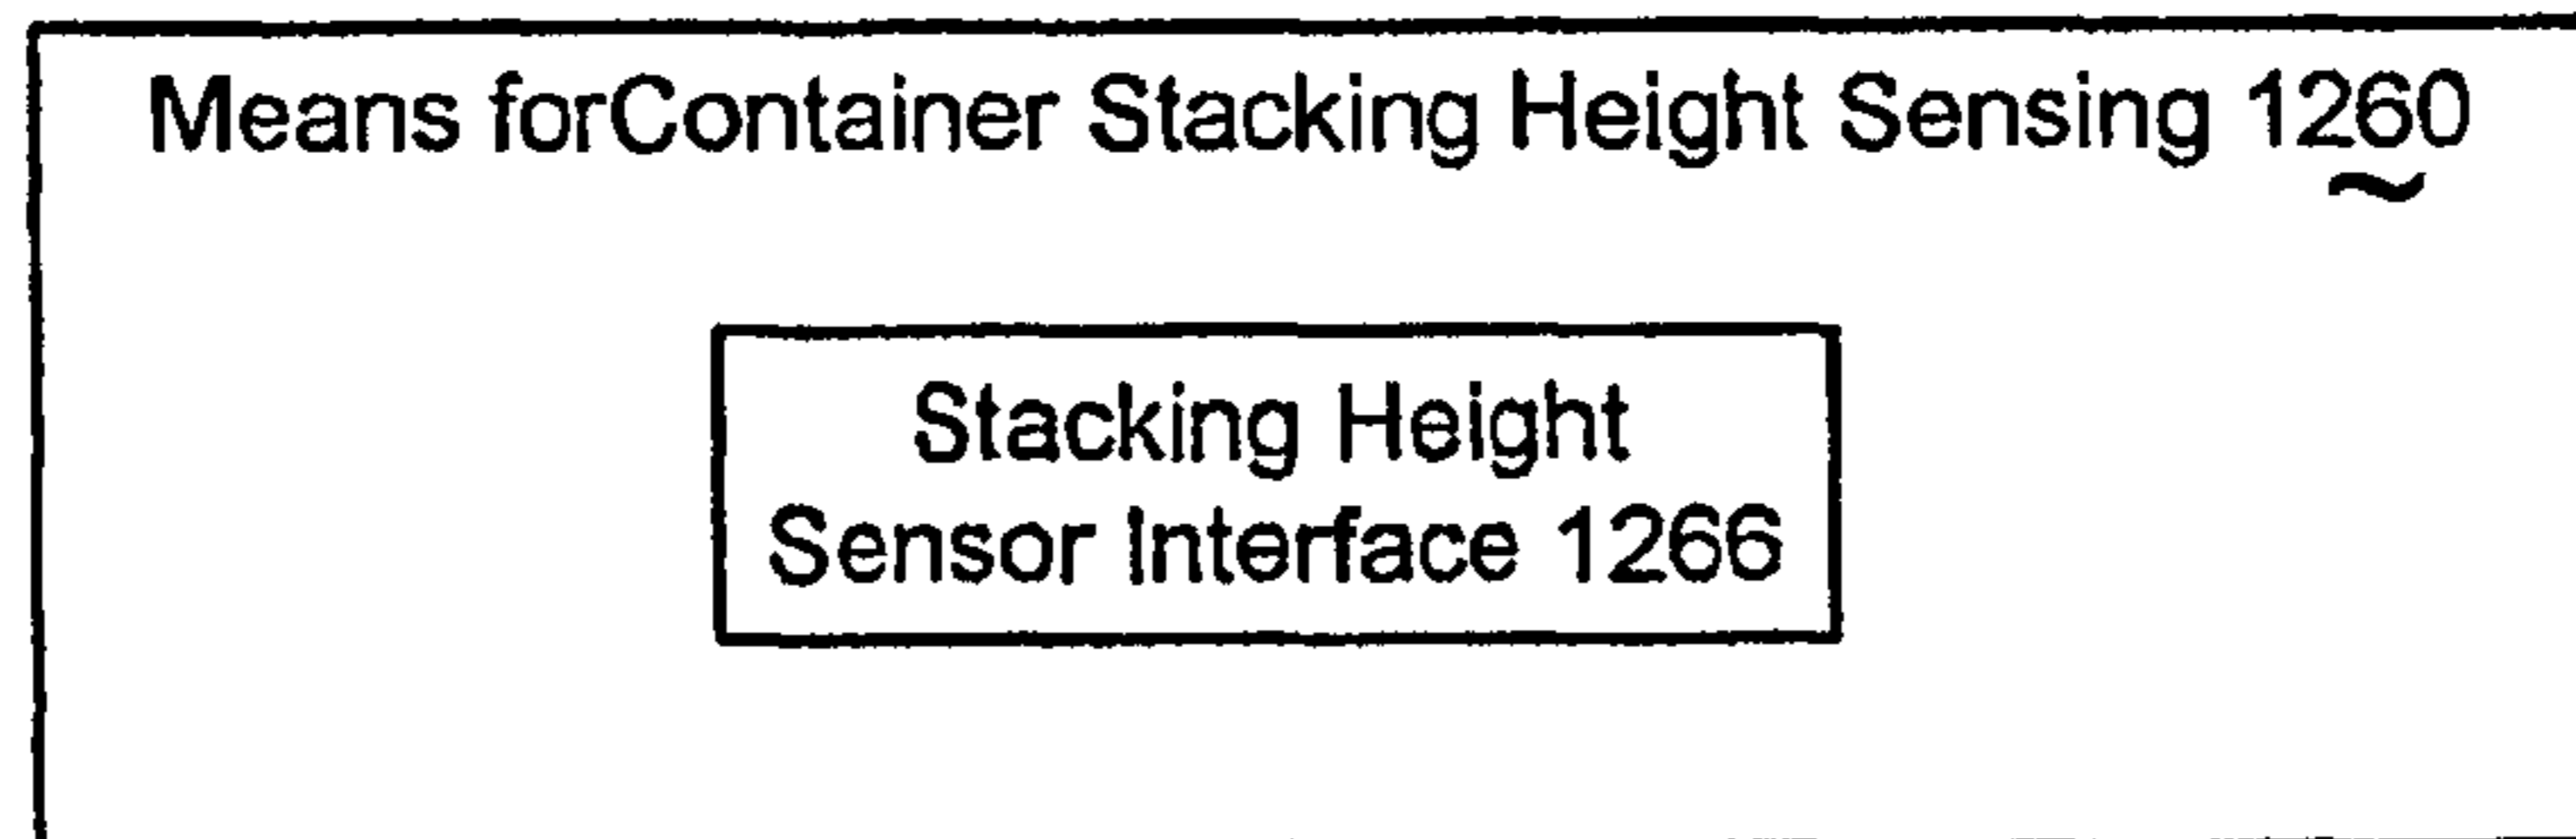 Means forContainer Stacking Height Sensing 1260
Stacking Height
Sensor Interface 1266